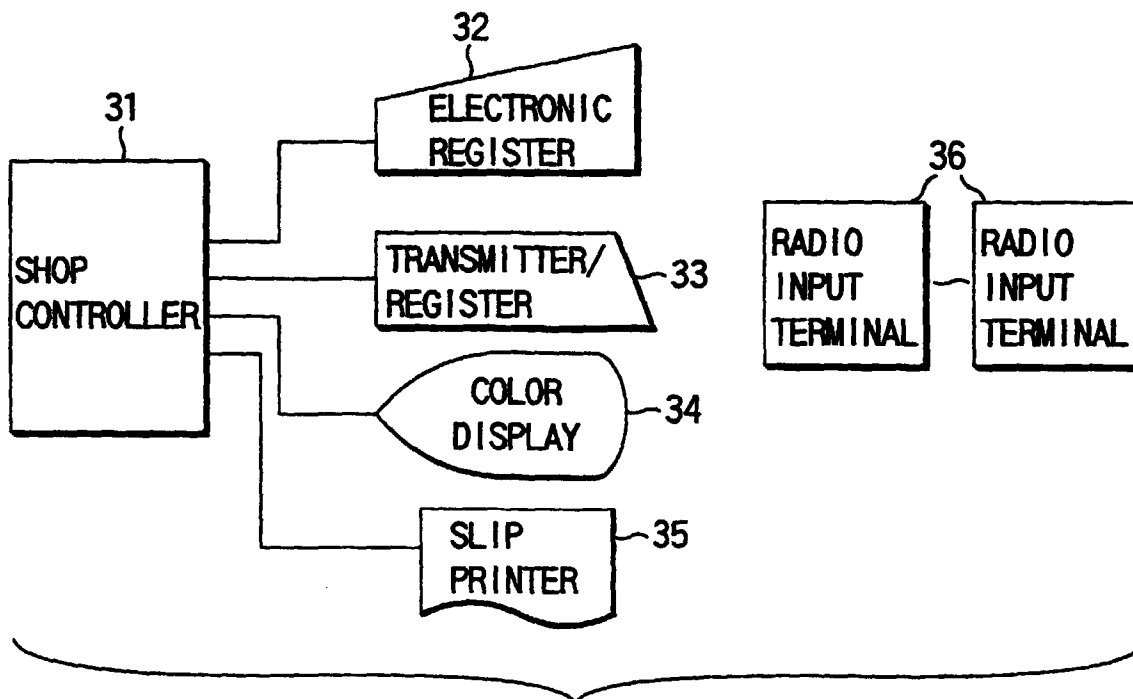 31
SHOP
CONTROLLER
32
ELECTRONIC
REGISTER
TRANSMITTER/
REGISTER
33
COLOR
DISPLAY
34
SLIP
PRINTER
35
36
RADIO
INPUT
TERMINAL
RADIO
INPUT
TERMINAL